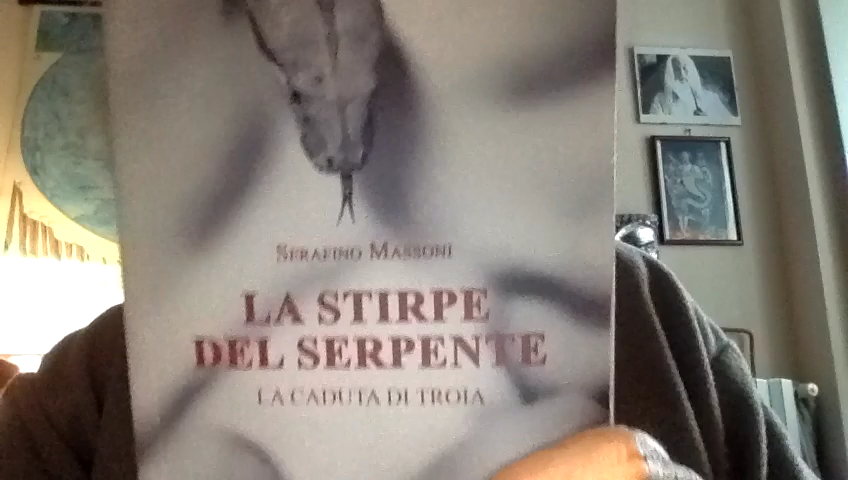 SERAFINO MASSONI
LA STIRPE
DEL SERPENTE
LA CADUTA DI TROIA